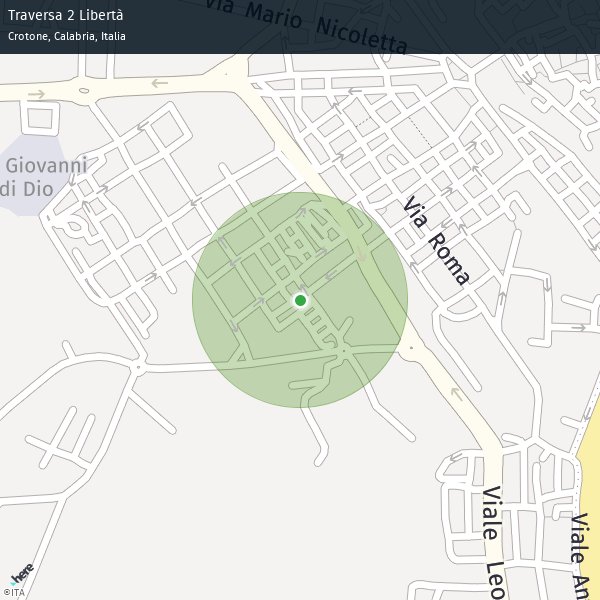 Traversa 2 Libertà
Crotone, Calabria, Italia
Via Mario Nicoletta
Giovanni
di Dio
Via Roma
Viale Leo
Viale An
here
©ITA